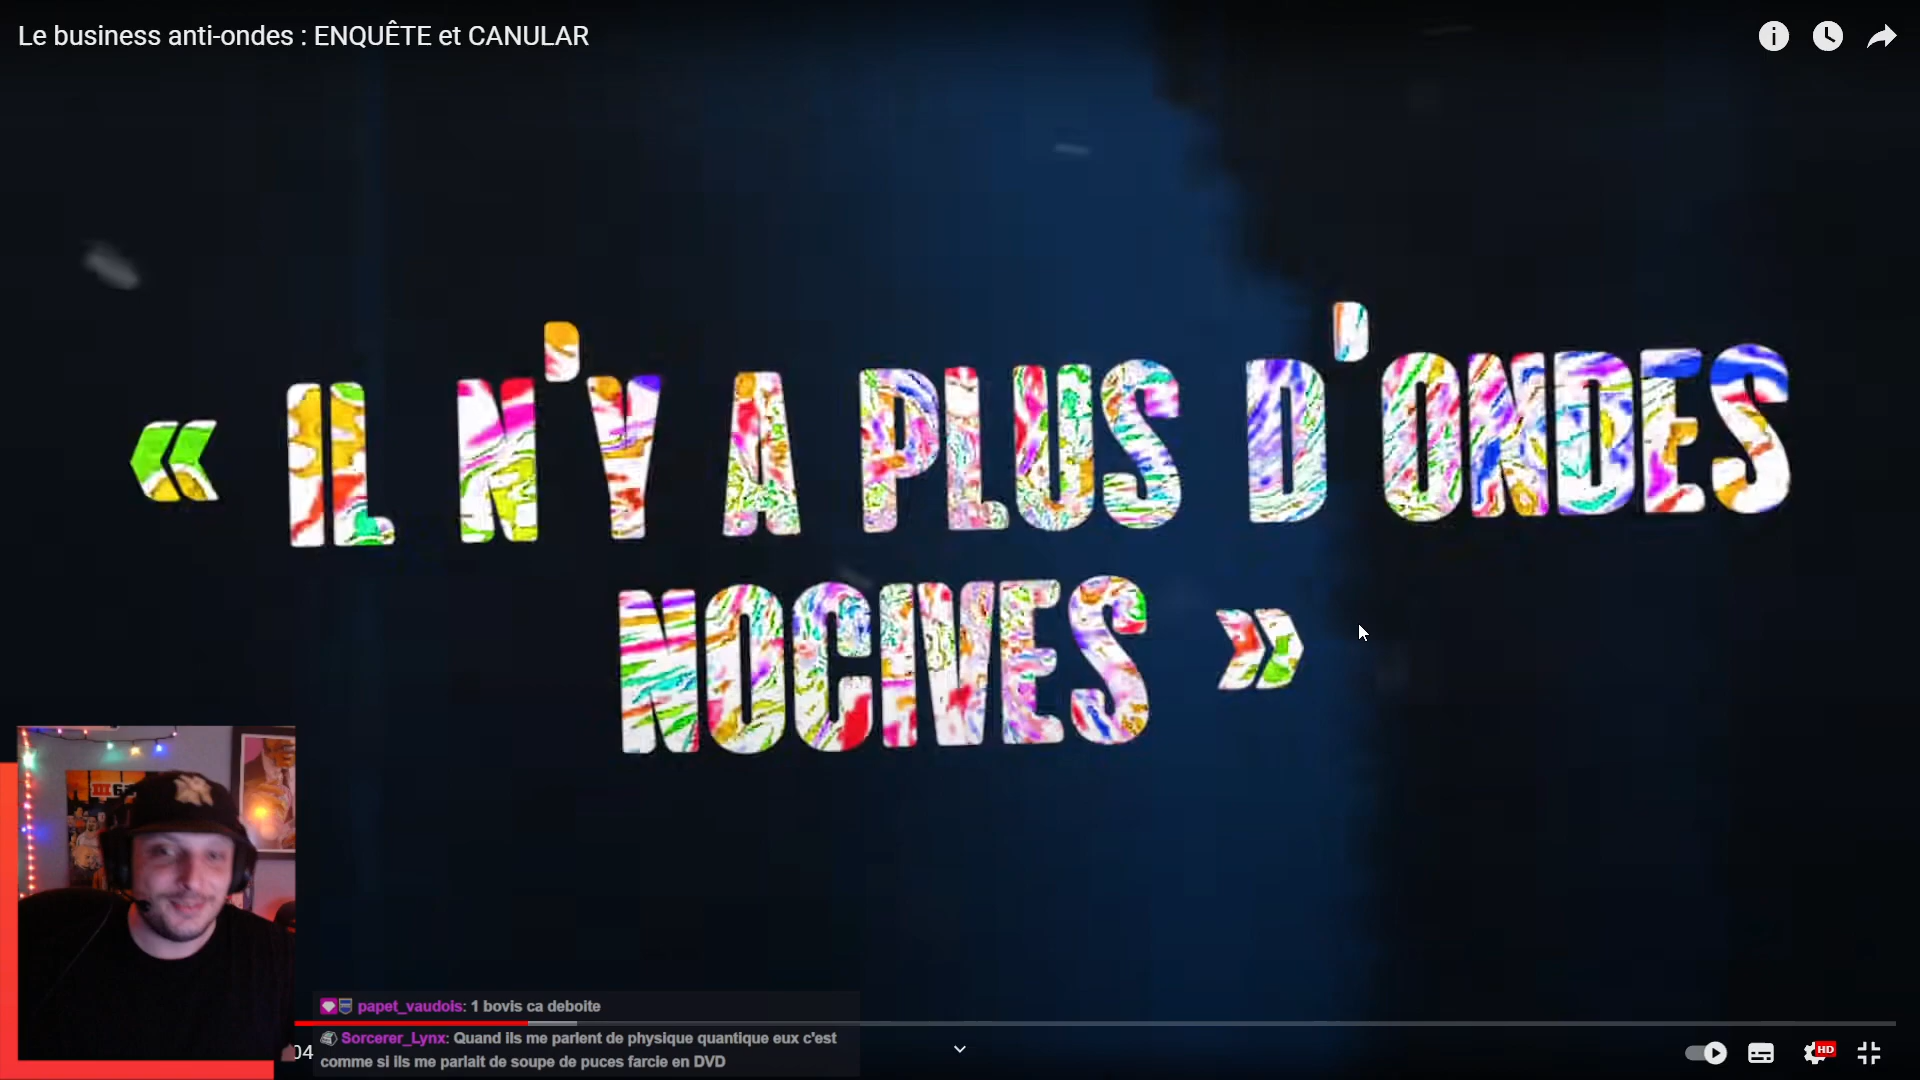 Le business anti-ondes : ENQUÊTE et CANULAR
« IL N'Y A PLUS D'ONDES
NOCIVES »
papet_vaudois: 1 bovis ca deboite
Sorcerer_Lynx: Quand ils me parlent de physique quantique eux c'est
comme si ils me parlait de soupe de puces farcie en DVD
04
HD